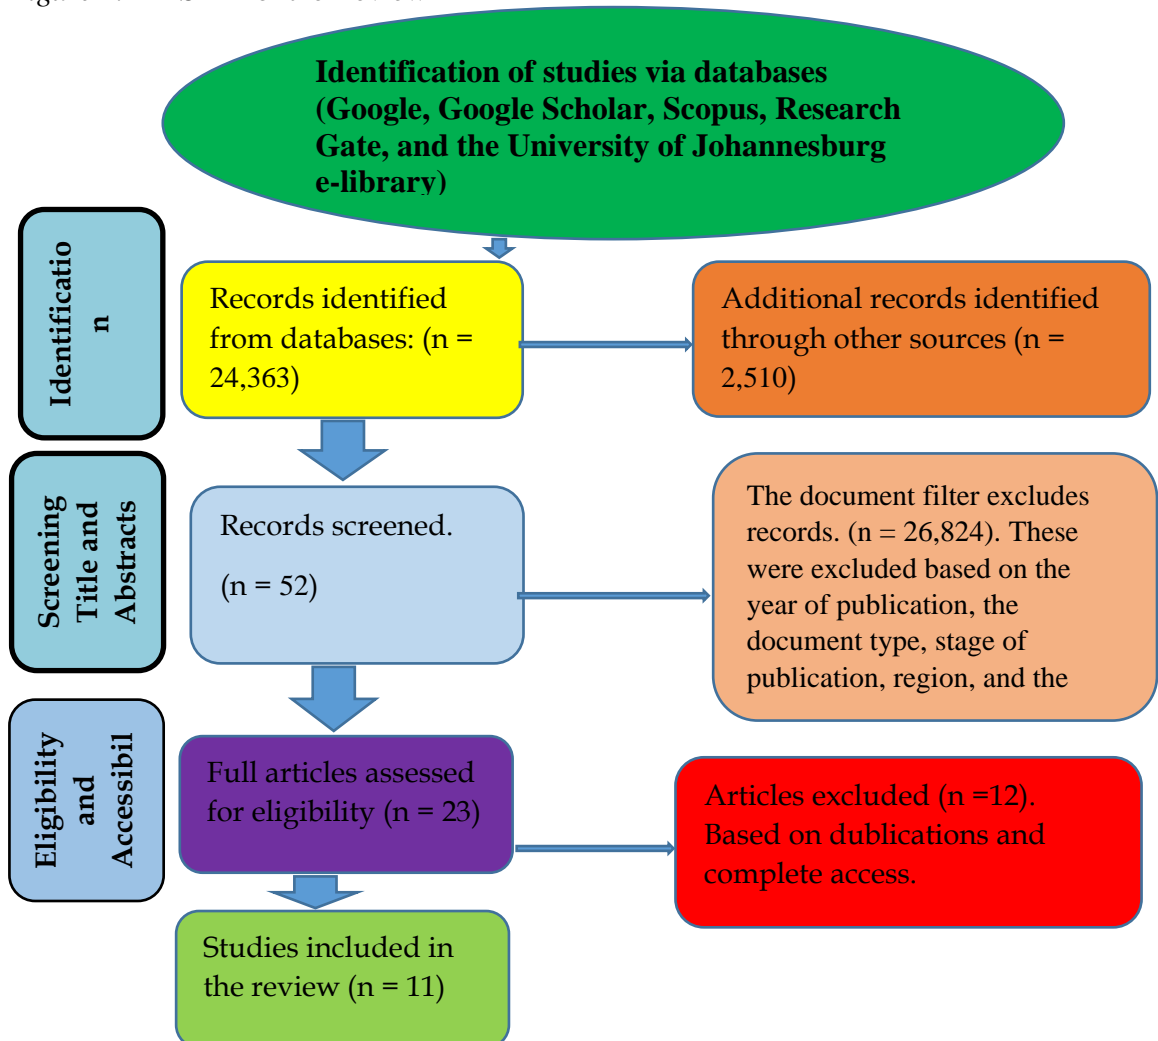 Identification of studies via databases
(Google, Google Scholar, Scopus, Research
Gate, and the University of Johannesburg
e-library)
Identificatio
n
Records identified
from databases: (n =
24,363)
Additional records identified
through other sources (n =
2,510)
Screening
Title and
Abstracts
Records screened.
(n = 52)
The document filter excludes
records. (n = 26,824). These
were excluded based on the
year of publication, the
document type, stage of
publication, region, and the
Eligibility
and
Accessibil
Full articles assessed
for eligibility (n = 23)
Articles excluded (n =12).
Based on dublications and
complete access.
Studies included in
the review (n = 11)